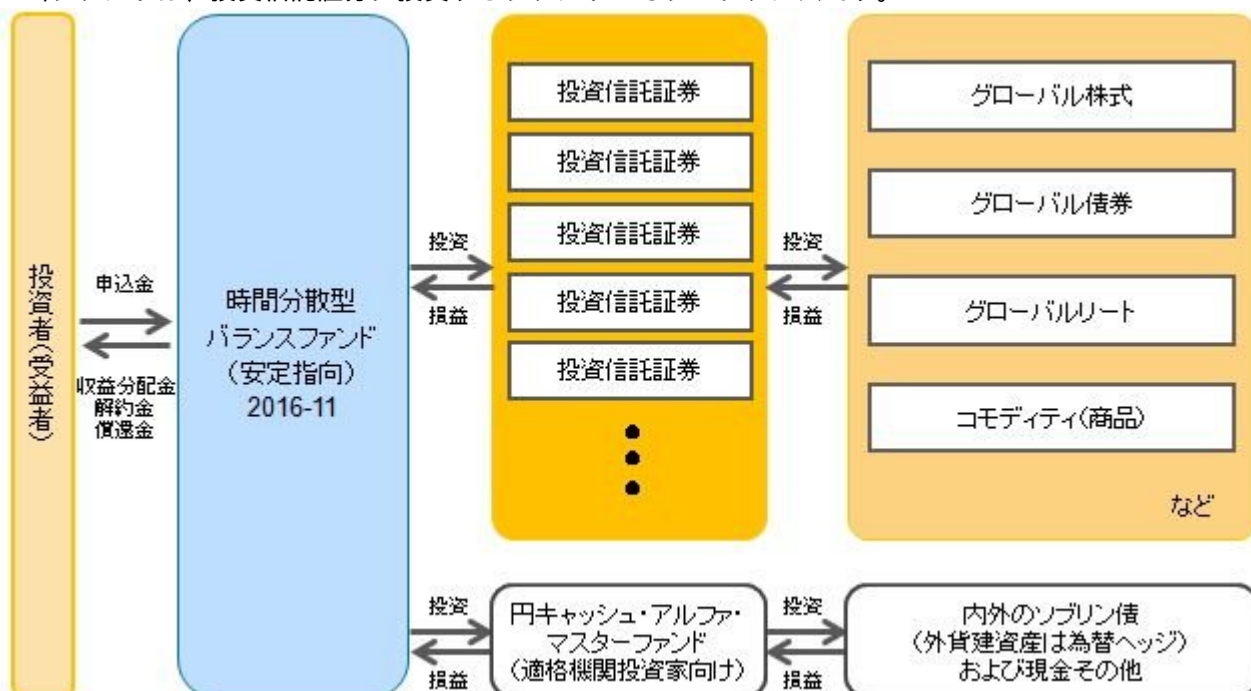 投資者(受益者)
申込金
収益分配金
解約金
償還金
時間分散型
バランスファンド
(安定指向)
2016-11
投資
損益
投資信託証券
投資信託証券
投資信託証券
投資信託証券
投資信託証券
投資
損益
グローバル株式
グローバル債券
グローバルリート
コモディティ(商品)
など
投資
損益
円キャッシュ・アルファ・
マスターファンド
(適格機関投資家向け)
投資
損益
内外のソブリン債
(外貨建資産は為替ヘッジ)
および現金その他